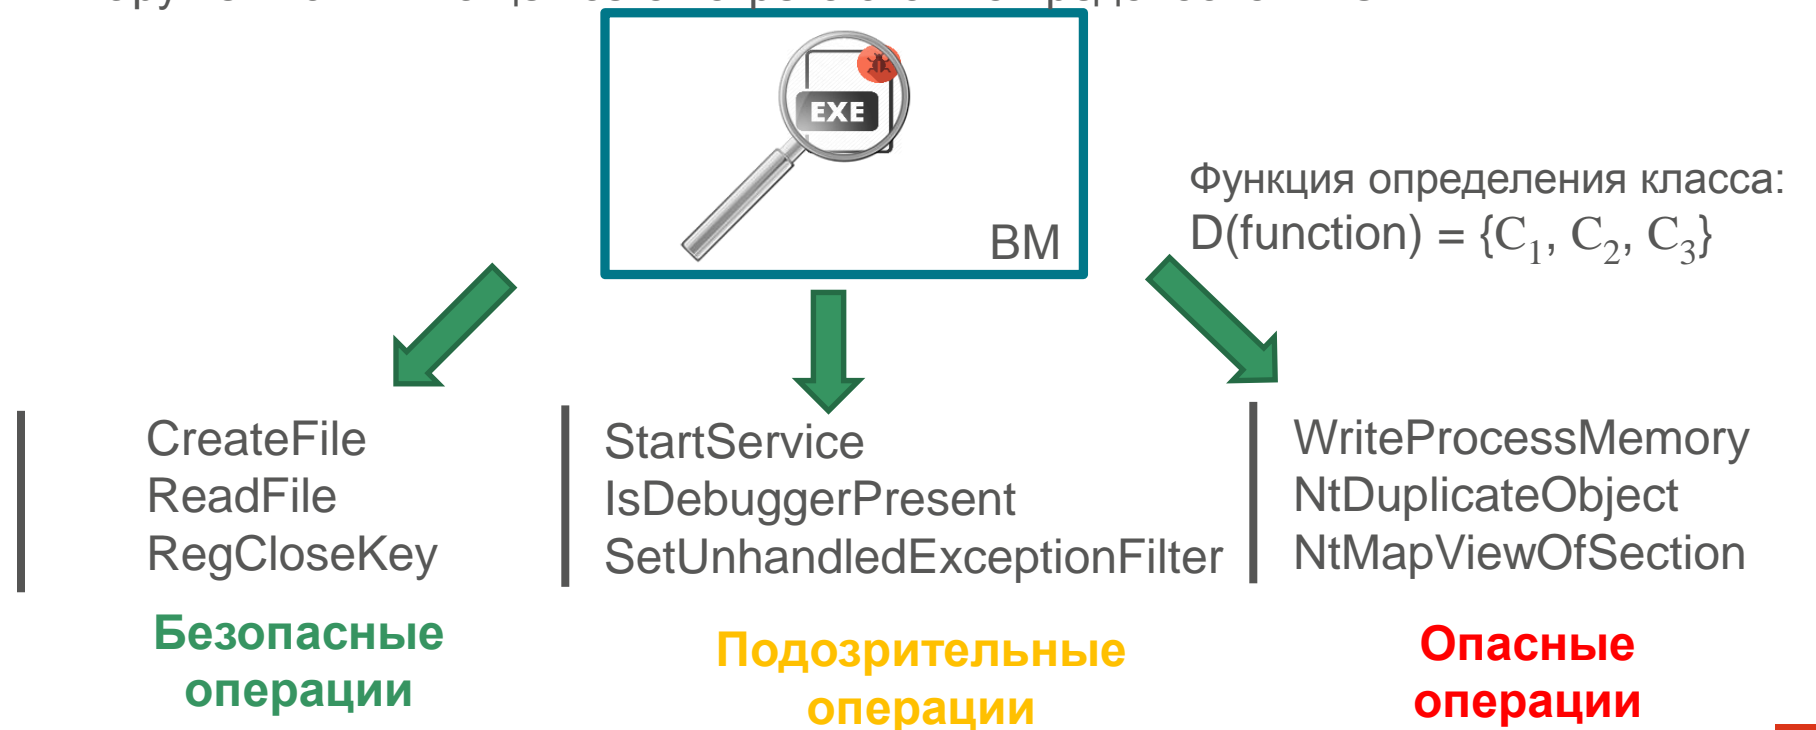 EXE
ВМ
Функция определения класса:
D(function) = {C₁, C₂, C₃}
CreateFile
ReadFile
RegCloseKey
Безопасные
операции
StartService
IsDebuggerPresent
SetUnhandledExceptionFilter
Подозрительные
операции
WriteProcessMemory
NtDuplicateObject
NtMapViewOfSection
Опасные
операции